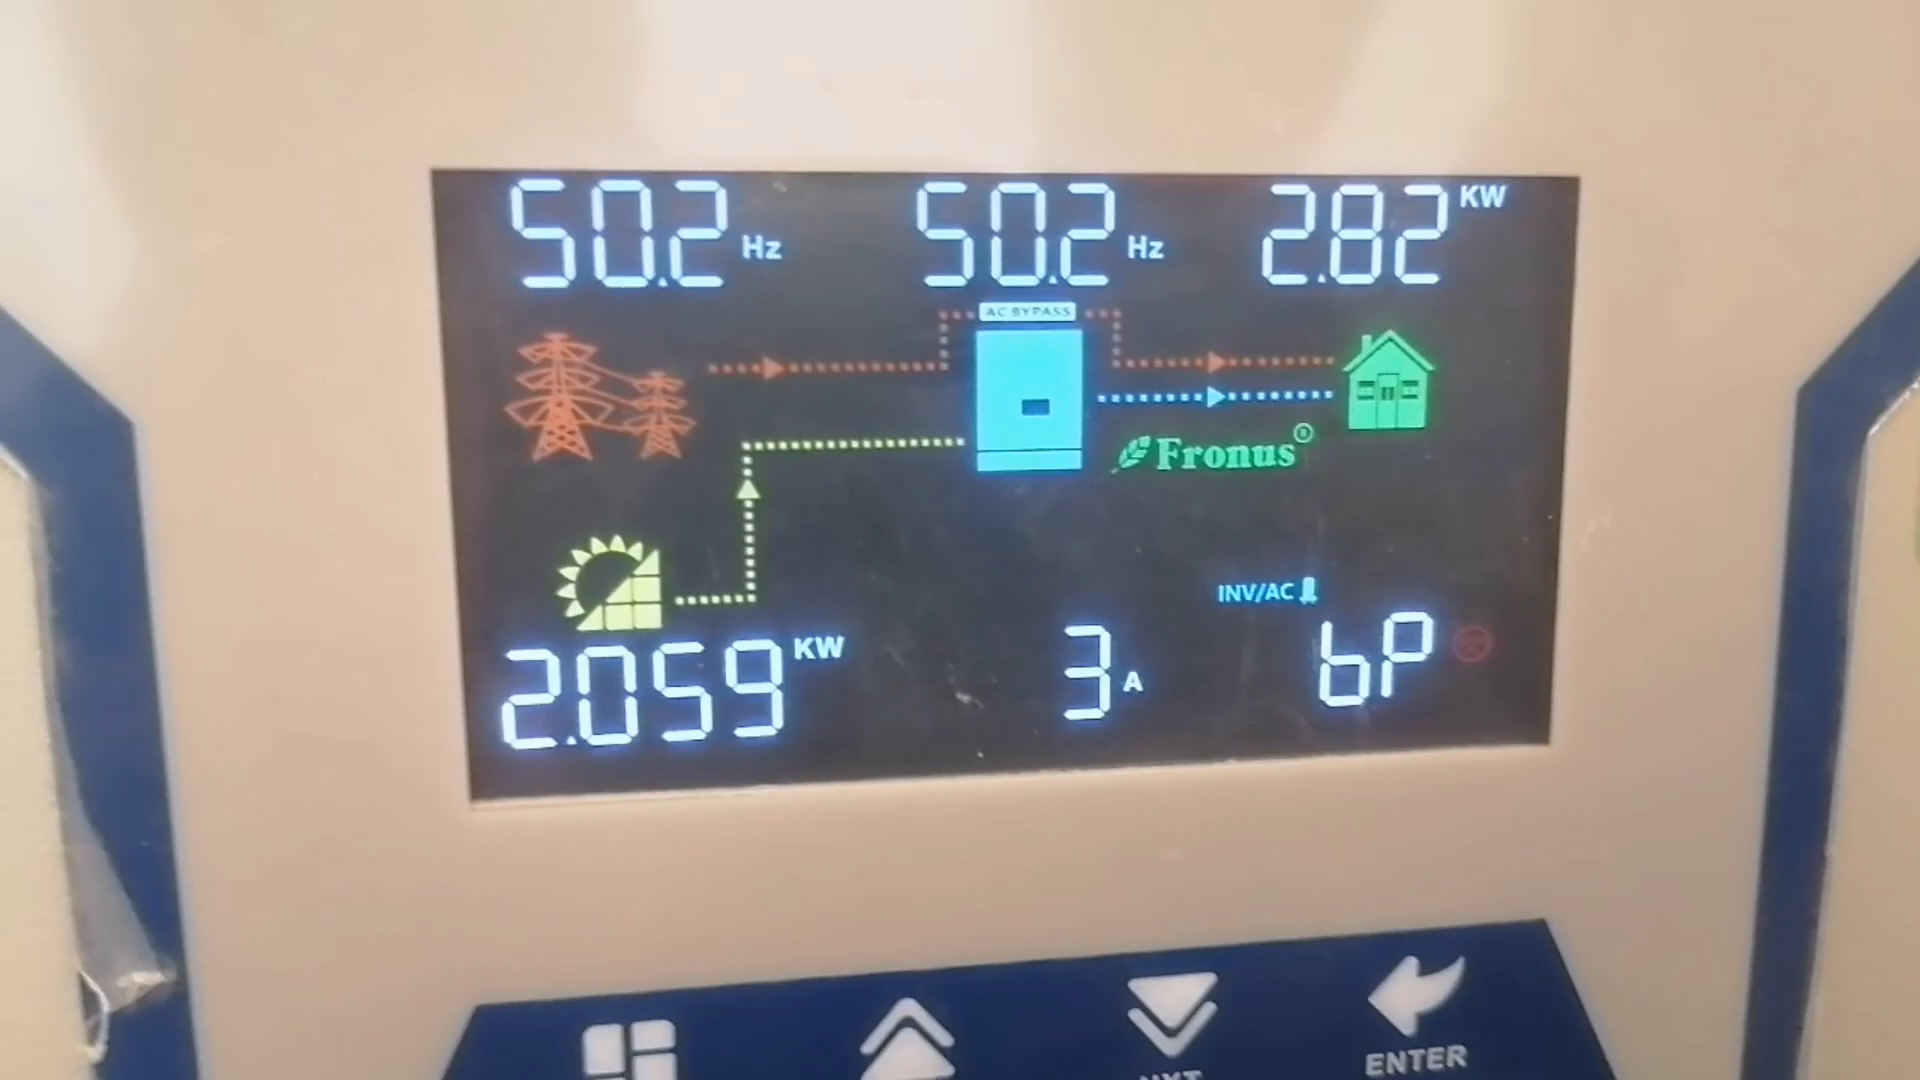 50.2 Hz 50.2 Hz 2.82 KW
AC BYPASS
Fronus®
INV/AC
2.059 KW 3 A bP
ENTER